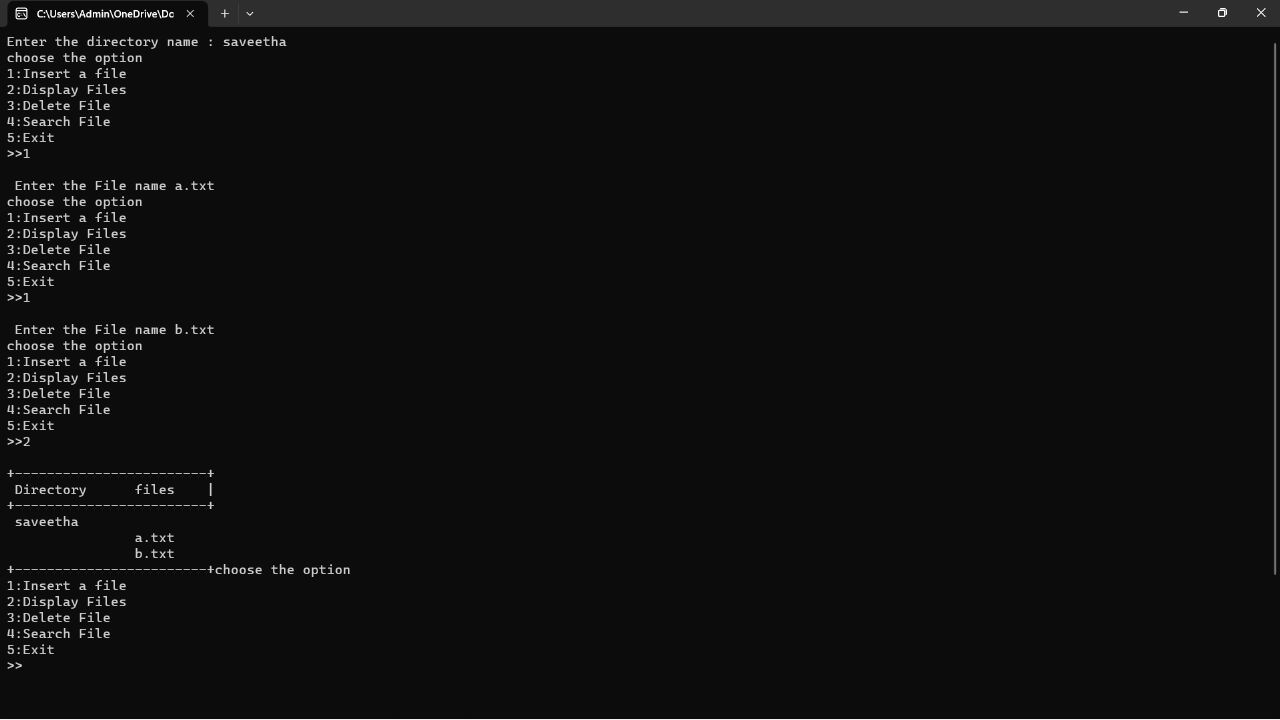 C:\Users\Admin\OneDrive\Do
Enter the directory name : saveetha
choose the option
1:Insert a file
2:Display Files
3:Delete File
4:Search File
5:Exit
>>1
 Enter the File name a.txt
choose the option
1:Insert a file
2:Display Files
3:Delete File
4:Search File
5:Exit
>>1
 Enter the File name b.txt
choose the option
1:Insert a file
2:Display Files
3:Delete File
4:Search File
5:Exit
>>2
+------------------------+
 Directory      files    |
+------------------------+
 saveetha
                a.txt
                b.txt
+------------------------+choose the option
1:Insert a file
2:Display Files
3:Delete File
4:Search File
5:Exit
>>